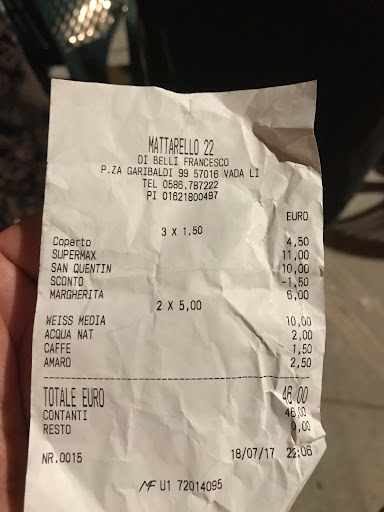 MATTARELLO 22
DI BELLI FRANCESCO
P.ZA GARIBALDI 99 57016 VADA LI
TEL 0586.787222
PI 01621800497
EURO
3 X 1,50
Coperto 4,50
SUPERMAX 11,00
SAN QUENTIN 10,00
SCONTO -1,50
MARGHERITA 6,00
2 X 5,00
WEISS MEDIA 10,00
ACQUA NAT 2,00
CAFFE 1,50
AMARO 2,50
TOTALE EURO 46,00
CONTANTI 46,00
RESTO 0,00
NR.0015 18/07/17 22:06
MF U1 72014095